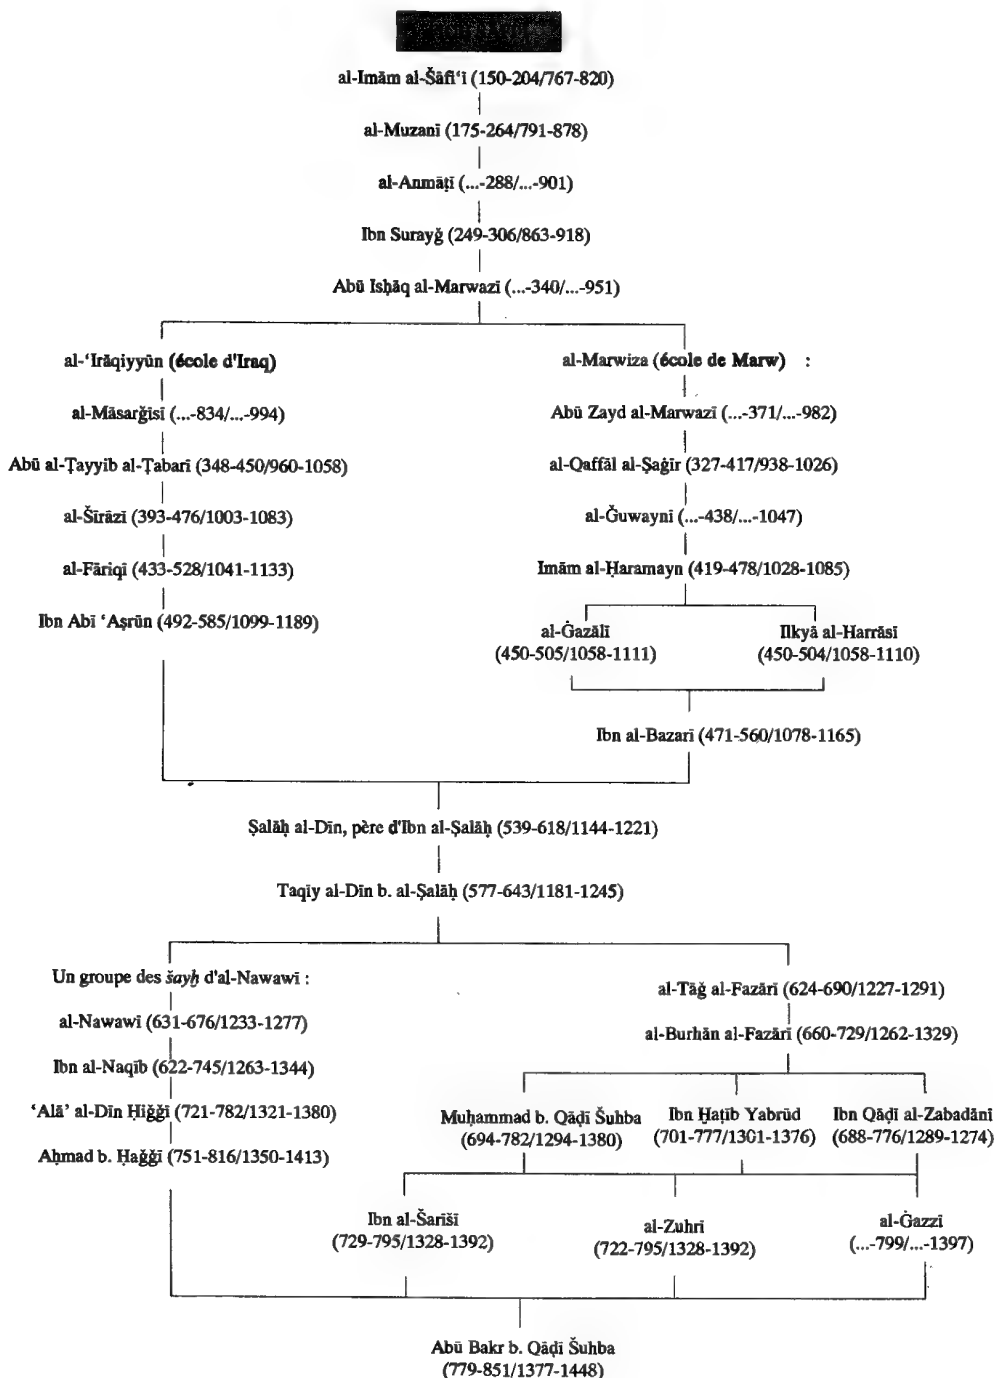 al-Imām al-Šāfi‘ī (150-204/767-820)
al-Muzanī (175-264/791-878)
al-Anmāṭī (...-288/...-901)
Ibn Surayǧ (249-306/863-918)
Abū Isḥāq al-Marwazī (...-340/...-951)
al-‘Irāqiyyūn (école d'Iraq)
al-Māsarǧisī (...-834/...-994)
Abū al-Ṭayyib al-Ṭabarī (348-450/960-1058)
al-Šīrāzī (393-476/1003-1083)
al-Fāriqī (433-528/1041-1133)
Ibn Abī ‘Aṣrūn (492-585/1099-1189)
al-Marwiza (école de Marw) :
Abū Zayd al-Marwazī (...-371/...-982)
al-Qaffāl al-Ṣaġīr (327-417/938-1026)
al-Ǧuwaynī (...-438/...-1047)
Imām al-Ḥaramayn (419-478/1028-1085)
al-Ġazālī
(450-505/1058-1111)
Ilkyā al-Harrāsī
(450-504/1058-1110)
Ibn al-Bazarī (471-560/1078-1165)
Ṣalāḥ al-Dīn, père d'Ibn al-Ṣalāḥ (539-618/1144-1221)
Taqiy al-Dīn b. al-Ṣalāḥ (577-643/1181-1245)
Un groupe des šayḫ d'al-Nawawī :
al-Nawawī (631-676/1233-1277)
Ibn al-Naqīb (622-745/1263-1344)
‘Alā’ al-Dīn Ḥiǧǧī (721-782/1321-1380)
Aḥmad b. Ḥaǧǧī (751-816/1350-1413)
al-Tāǧ al-Fazārī (624-690/1227-1291)
al-Burhān al-Fazārī (660-729/1262-1329)
Muḥammad b. Qāḍī Šuhba
(694-782/1294-1380)
Ibn Ḫaṭīb Yabrūd
(701-777/1301-1376)
Ibn Qāḍī al-Zabadānī
(688-776/1289-1274)
Ibn al-Šarīšī
(729-795/1328-1392)
al-Zuhrī
(722-795/1328-1392)
al-Ġazzī
(...-799/...-1397)
Abū Bakr b. Qāḍī Šuhba
(779-851/1377-1448)